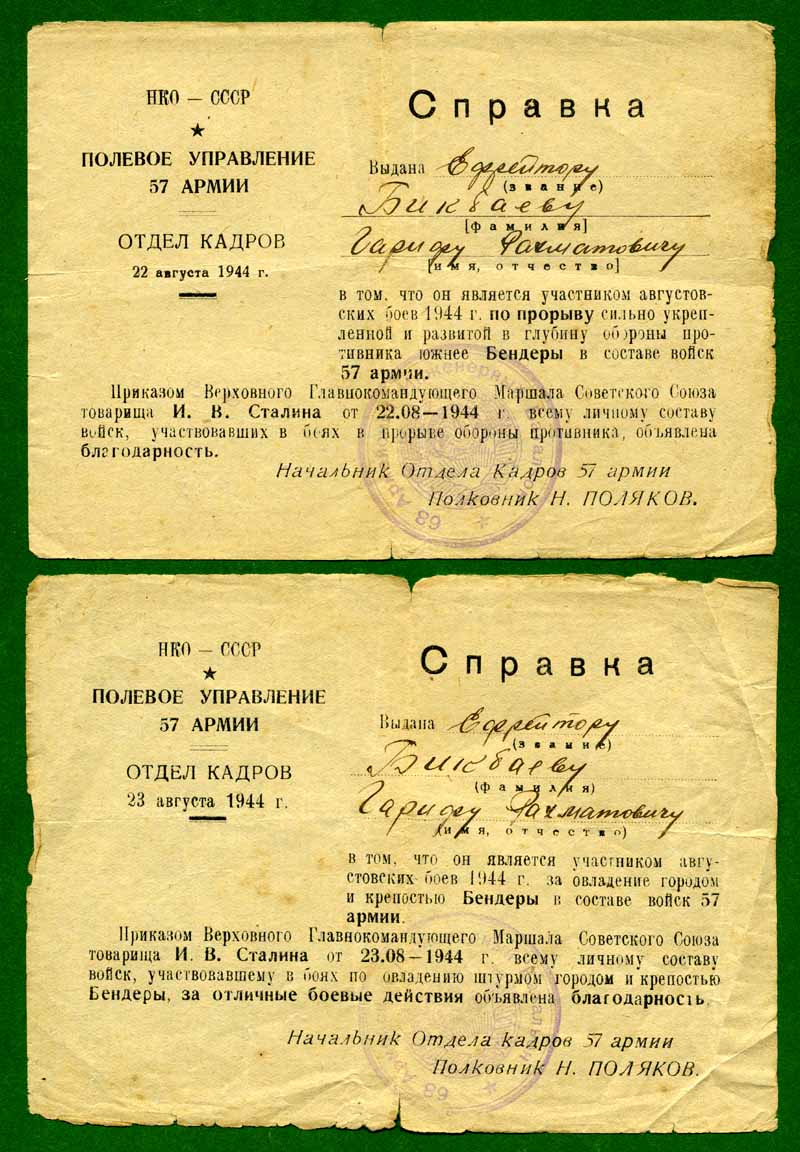 НКО — СССР
★
ПОЛЕВОЕ УПРАВЛЕНИЕ
57 АРМИИ
ОТДЕЛ КАДРОВ
22 августа 1944 г.
Справка
Выдана Ефрейтору
(звание)
Бикбаеву
[фамилия]
Гарифу Рахматовичу
[имя, отчество]
в том, что он является участником августов-
ских боев 1944 г. по прорыву сильно укреп-
ленной и развитой в глубину обороны про-
тивника южнее Бендеры в составе войск
57 армии.
Приказом Верховного Главнокомандующего Маршала Советского Союза
товарища И. В. Сталина от 22.08—1944 г. всему личному составу
войск, участвовавших в боях в прорыве обороны противника, объявлена
благодарность.
Начальник Отдела Кадров 57 армии
Полковник Н. ПОЛЯКОВ.
НКО — СССР
★
ПОЛЕВОЕ УПРАВЛЕНИЕ
57 АРМИИ
ОТДЕЛ КАДРОВ
23 августа 1944 г.
Справка
Выдана Ефрейтору
(звание)
Бикбаеву
(фамилия)
Гарифу Рахматовичу
(имя, отчество)
в том, что он является участником авгу-
стовских боев 1944 г. за овладение городом
и крепостью Бендеры в составе войск 57
армии.
Приказом Верховного Главнокомандующего Маршала Советского Союза
товарища И. В. Сталина от 23.08—1944 г. всему личному составу
войск, участвовавшему в боях по овладению штурмом городом и крепостью
Бендеры, за отличные боевые действия объявлена благодарность
Начальник Отдела кадров 57 армии
Полковник Н. ПОЛЯКОВ.